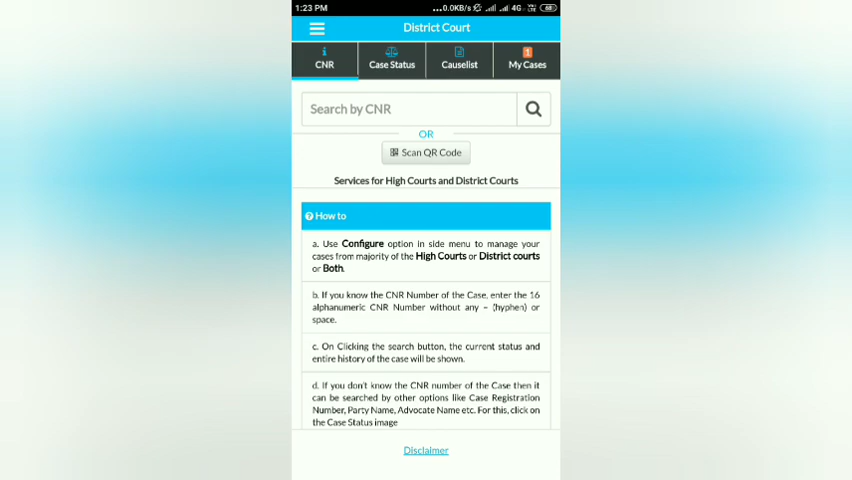 1:23 PM
...0.0KB/s 4G 68
District Court
CNR
Case Status
Causelist
1
My Cases
Search by CNR
OR
Scan QR Code
Services for High Courts and District Courts
How to
a. Use Configure option in side menu to manage your
cases from majority of the High Courts or District courts
or Both.
b. If you know the CNR Number of the Case, enter the 16
alphanumeric CNR Number without any – (hyphen) or
space.
c. On Clicking the search button, the current status and
entire history of the case will be shown.
d. If you don't know the CNR number of the Case then it
can be searched by other options like Case Registration
Number, Party Name, Advocate Name etc. For this, click on
the Case Status image
Disclaimer